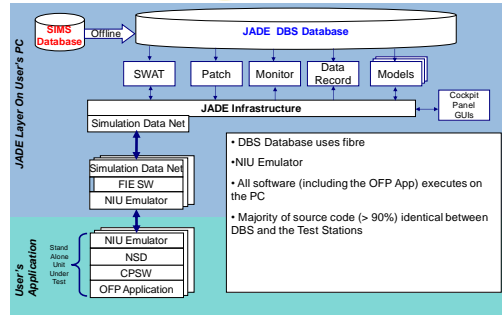 SIMS
Database
Offline
JADE DBS Database
JADE Layer On User's PC
SWAT
Patch
Monitor
Data
Record
Models
JADE Infrastructure
Cockpit
Panel
GUIs
Simulation Data Net
Simulation Data Net
FIE SW
NIU Emulator
• DBS Database uses fibre
•NIU Emulator
• All software (including the OFP App) executes on
the PC
• Majority of source code (> 90%) identical between
DBS and the Test Stations
User's
Application
Stand
Alone
Unit
Under
Test
NIU Emulator
NSD
CPSW
OFP Application